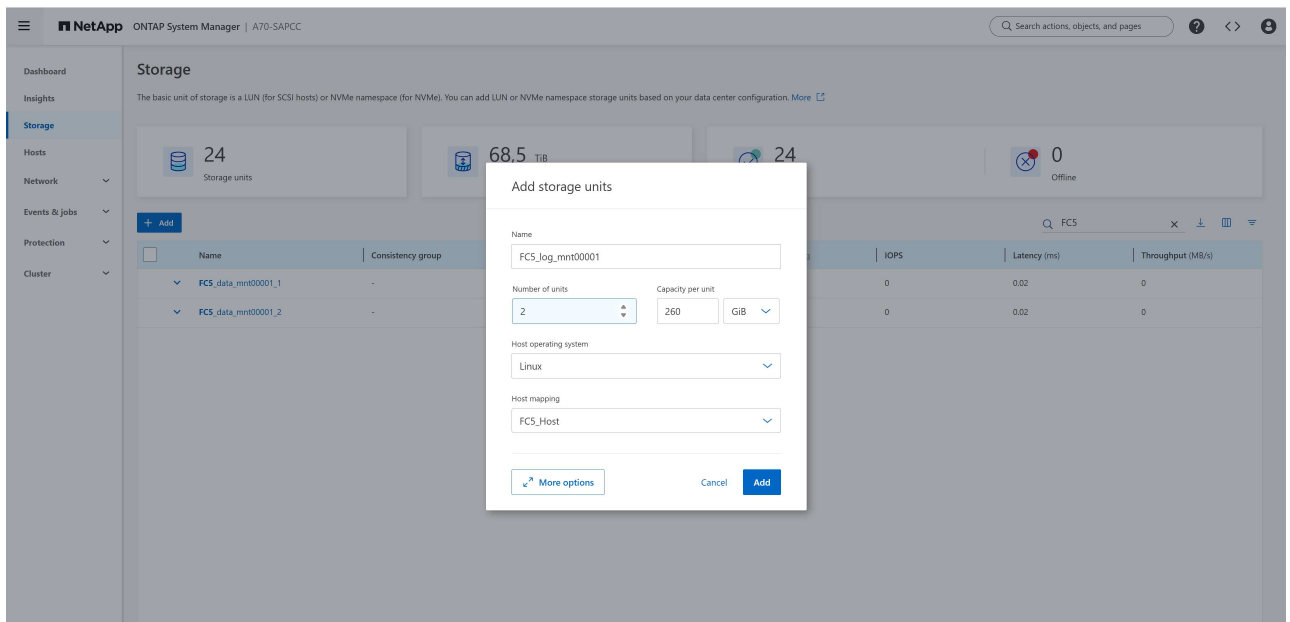 NetApp ONTAP System Manager | A70-SAPCC
Search actions, objects, and pages
Dashboard
Insights
Storage
Hosts
Network
Events & jobs
Protection
Cluster
Storage
The basic unit of storage is a LUN (for SCSI hosts) or NVMe namespace (for NVMe). You can add LUN or NVMe namespace storage units based on your data center configuration. More
24
Storage units
68,5 TiB
24
0
Offline
+ Add
FC5
Name
Consistency group
IOPS
Latency (ms)
Throughput (MB/s)
FC5_data_mnt00001_1 - 0 0.02 0
FC5_data_mnt00001_2 - 0 0.02 0
Add storage units
Name
FC5_log_mnt00001
Number of units
Capacity per unit
2
260
GiB
Host operating system
Linux
Host mapping
FC5_Host
More options
Cancel
Add